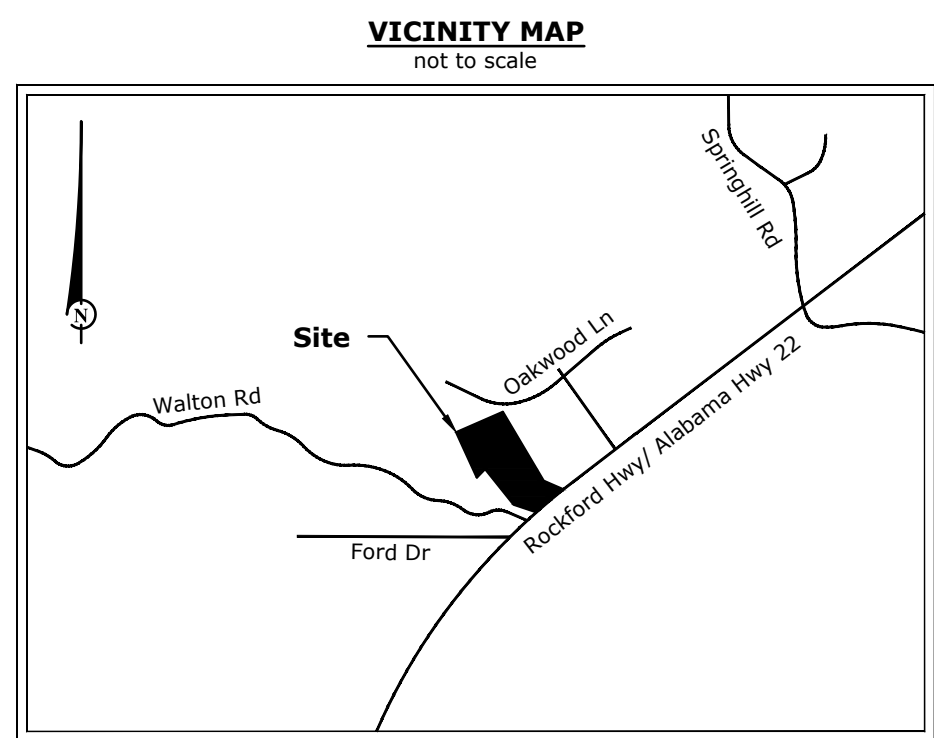 VICINITY MAP
not to scale
Springhill Rd
N
Site
Oakwood Ln
Walton Rd
Rockford Hwy/ Alabama Hwy 22
Ford Dr